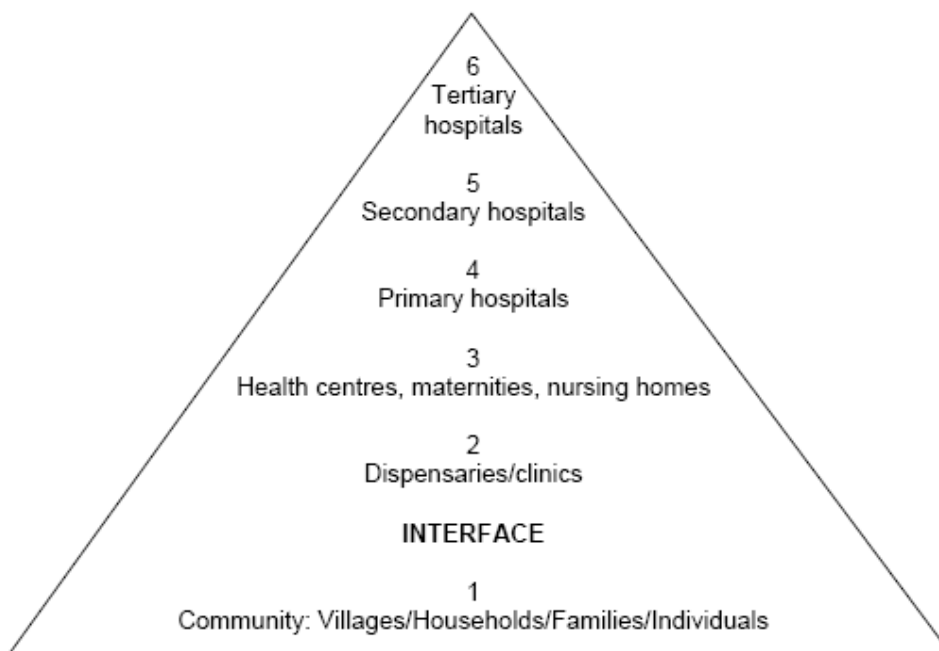 6
Tertiary
hospitals
5
Secondary hospitals
4
Primary hospitals
3
Health centres, maternities, nursing homes
2
Dispensaries/clinics
INTERFACE
1
Community: Villages/Households/Families/Individuals